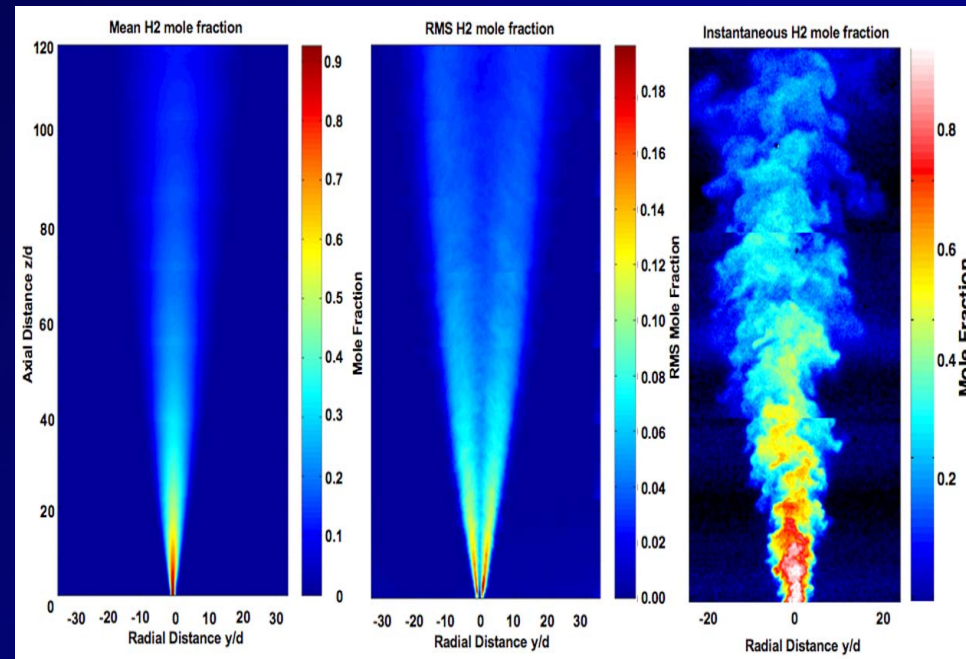 Mean H2 mole fraction
120
100
80
60
40
20
0
Axial Distance z/d
-30 -20 -10 0 10 20 30
Radial Distance y/d
0.9
0.8
0.7
0.6
0.5
0.4
0.3
0.2
0.1
0
Mole Fraction
RMS H2 mole fraction
-30 -20 -10 0 10 20 30
Radial Distance y/d
0.18
0.16
0.14
0.12
0.10
0.08
0.06
0.04
0.02
0.00
RMS Mole Fraction
Instantaneous H2 mole fraction
-20 0 20
Radial Distance y/d
0.8
0.6
0.4
0.2
Mole Fraction